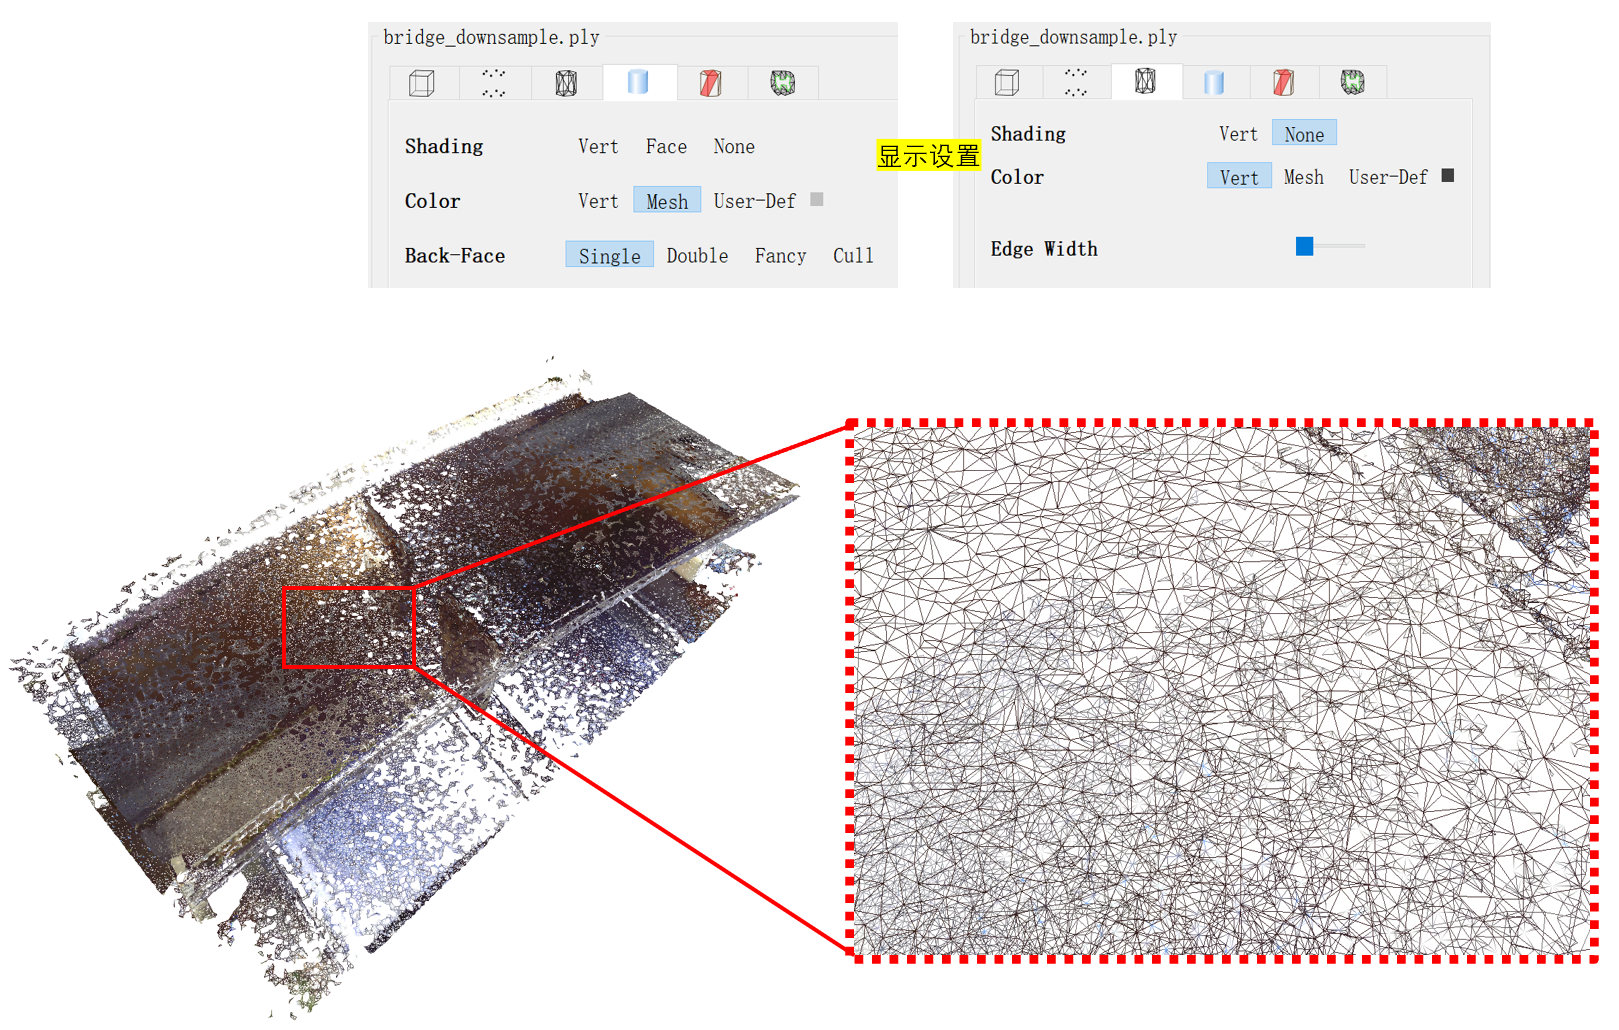 bridge_downsample.ply
Shading Vert Face None
Color Vert Mesh User-Def
Back-Face Single Double Fancy Cull
显示设置
bridge_downsample.ply
Shading Vert None
Color Vert Mesh User-Def
Edge Width